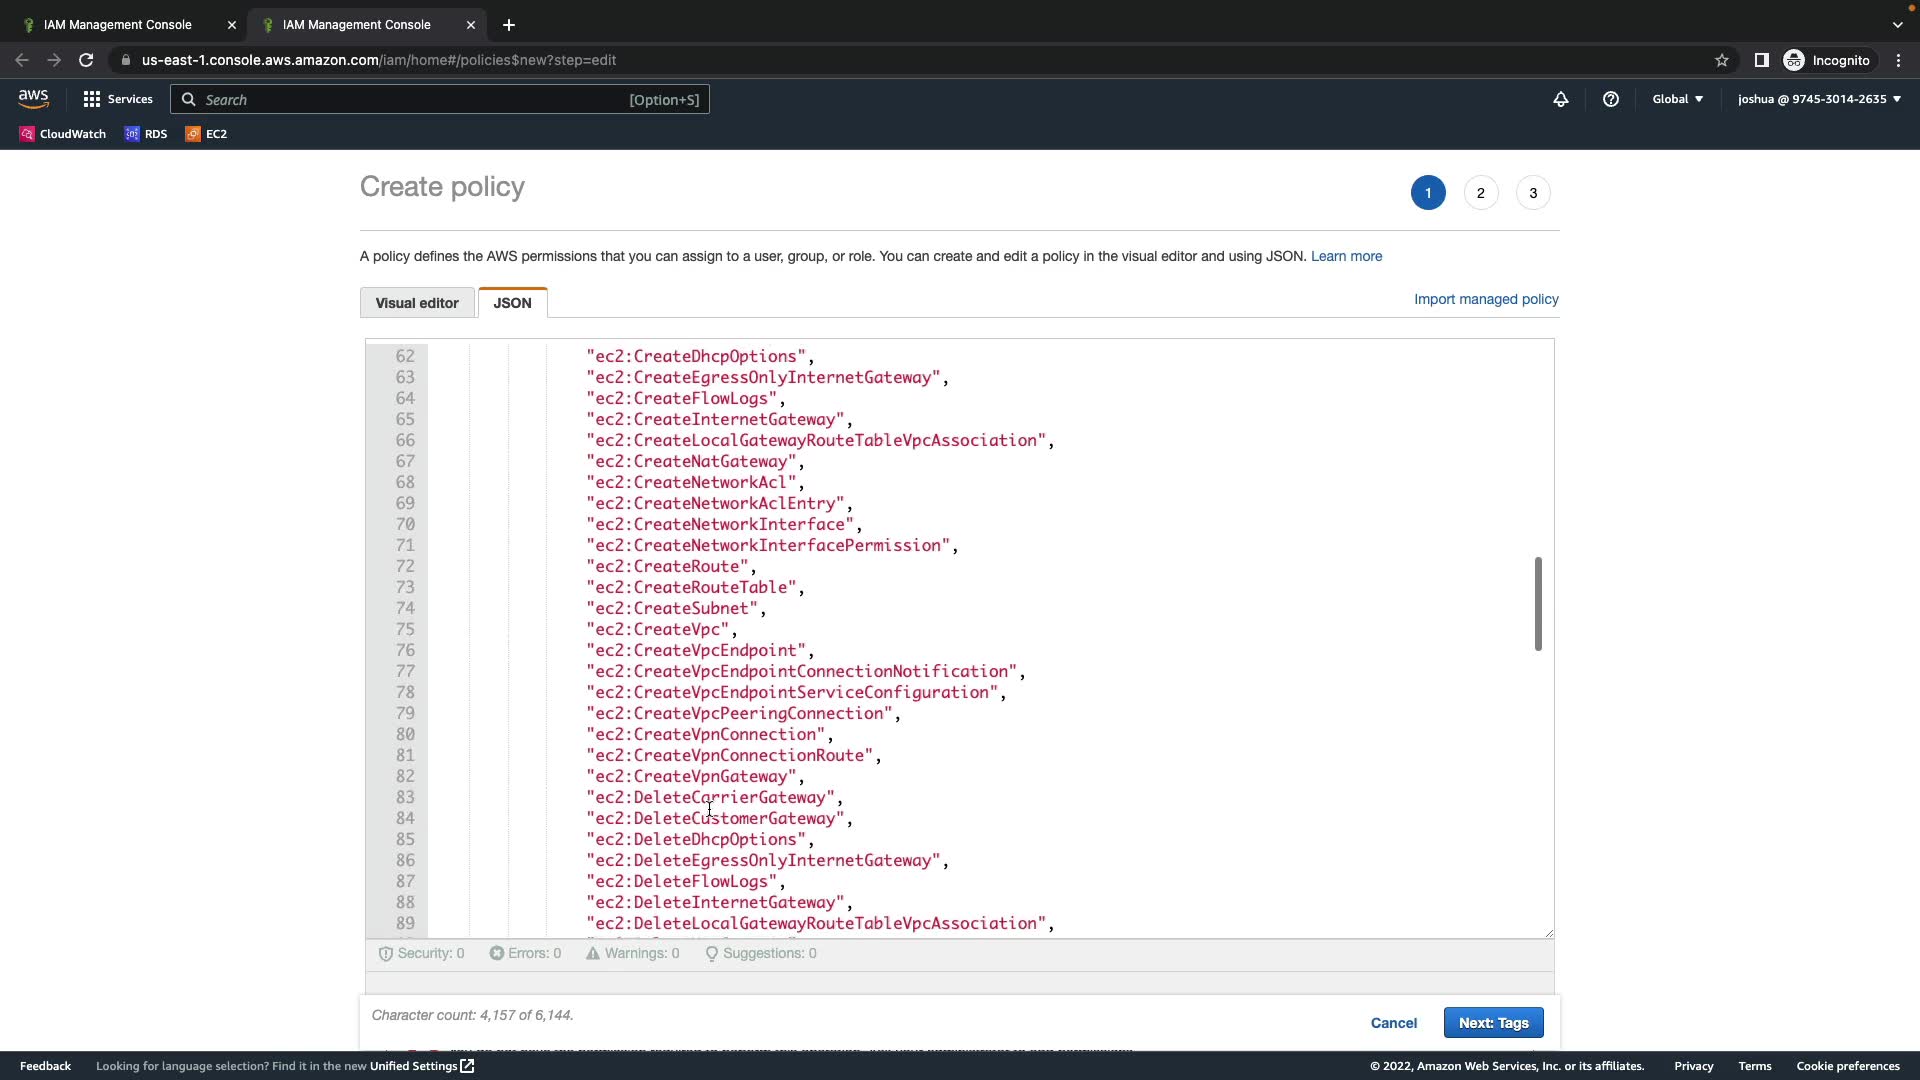 IAM Management Console
IAM Management Console
us-east-1.console.aws.amazon.com/iam/home#/policies$new?step=edit
Incognito
aws
Services
Search
[Option+S]
Global
joshua @ 9745-3014-2635
CloudWatch
RDS
EC2
Create policy
1
2
3
A policy defines the AWS permissions that you can assign to a user, group, or role. You can create and edit a policy in the visual editor and using JSON. Learn more
Visual editor
JSON
Import managed policy
62 "ec2:CreateDhcpOptions",
63 "ec2:CreateEgressOnlyInternetGateway",
64 "ec2:CreateFlowLogs",
65 "ec2:CreateInternetGateway",
66 "ec2:CreateLocalGatewayRouteTableVpcAssociation",
67 "ec2:CreateNatGateway",
68 "ec2:CreateNetworkAcl",
69 "ec2:CreateNetworkAclEntry",
70 "ec2:CreateNetworkInterface",
71 "ec2:CreateNetworkInterfacePermission",
72 "ec2:CreateRoute",
73 "ec2:CreateRouteTable",
74 "ec2:CreateSubnet",
75 "ec2:CreateVpc",
76 "ec2:CreateVpcEndpoint",
77 "ec2:CreateVpcEndpointConnectionNotification",
78 "ec2:CreateVpcEndpointServiceConfiguration",
79 "ec2:CreateVpcPeeringConnection",
80 "ec2:CreateVpnConnection",
81 "ec2:CreateVpnConnectionRoute",
82 "ec2:CreateVpnGateway",
83 "ec2:DeleteCarrierGateway",
84 "ec2:DeleteCustomerGateway",
85 "ec2:DeleteDhcpOptions",
86 "ec2:DeleteEgressOnlyInternetGateway",
87 "ec2:DeleteFlowLogs",
88 "ec2:DeleteInternetGateway",
89 "ec2:DeleteLocalGatewayRouteTableVpcAssociation",
Security: 0
Errors: 0
Warnings: 0
Suggestions: 0
Character count: 4,157 of 6,144.
Cancel
Next: Tags
Feedback
Looking for language selection? Find it in the new Unified Settings
© 2022, Amazon Web Services, Inc. or its affiliates.
Privacy
Terms
Cookie preferences